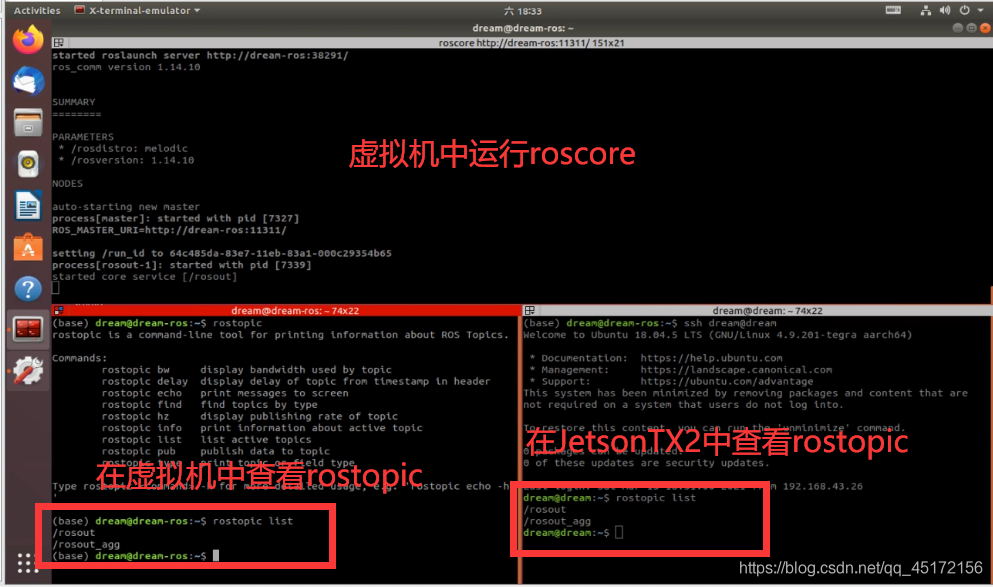 Activities X-terminal-emulator 六 18:33
dream@dream-ros: ~
roscore http://dream-ros:11311/ 151x21
started roslaunch server http://dream-ros:38291/
ros_comm version 1.14.10
SUMMARY
========
PARAMETERS
* /rosdistro: melodic
* /rosversion: 1.14.10
虚拟机中运行roscore
NODES
auto-starting new master
process[master]: started with pid [7327]
ROS_MASTER_URI=http://dream-ros:11311/
setting /run_id to 64c485da-83e7-11eb-83a1-000c29354b65
process[rosout-1]: started with pid [7339]
started core service [/rosout]
dream@dream-ros: ~ 74x22
(base) dream@dream-ros:~$ rostopic
rostopic is a command-line tool for printing information about ROS Topics.
Commands:
rostopic bw display bandwidth used by topic
rostopic delay display delay of topic from timestamp in header
rostopic echo print messages to screen
rostopic find find topics by type
rostopic hz display publishing rate of topic
rostopic info print information about active topic
rostopic list list active topics
rostopic pub publish data to topic
rostopic type print topic or field type
在虚拟机中查看rostopic
Type rostopic <command> -h for more detailed usage, e.g. 'rostopic echo -h
'
(base) dream@dream-ros:~$ rostopic list
/rosout
/rosout_agg
(base) dream@dream-ros:~$
dream@dream: ~ 74x22
(base) dream@dream-ros:~$ ssh dream@dream
Welcome to Ubuntu 18.04.5 LTS (GNU/Linux 4.9.201-tegra aarch64)
* Documentation: https://help.ubuntu.com
* Management: https://landscape.canonical.com
* Support: https://ubuntu.com/advantage
This system has been minimized by removing packages and content that are
not required on a system that users do not log into.
To restore this content, you can run the 'unminimize' command.
在JetsonTX2中查看rostopic
0 packages can be updated.
0 of these updates are security updates.
192.168.43.26
dream@dream:~$ rostopic list
/rosout
/rosout_agg
dream@dream:~$
https://blog.csdn.net/qq_45172156